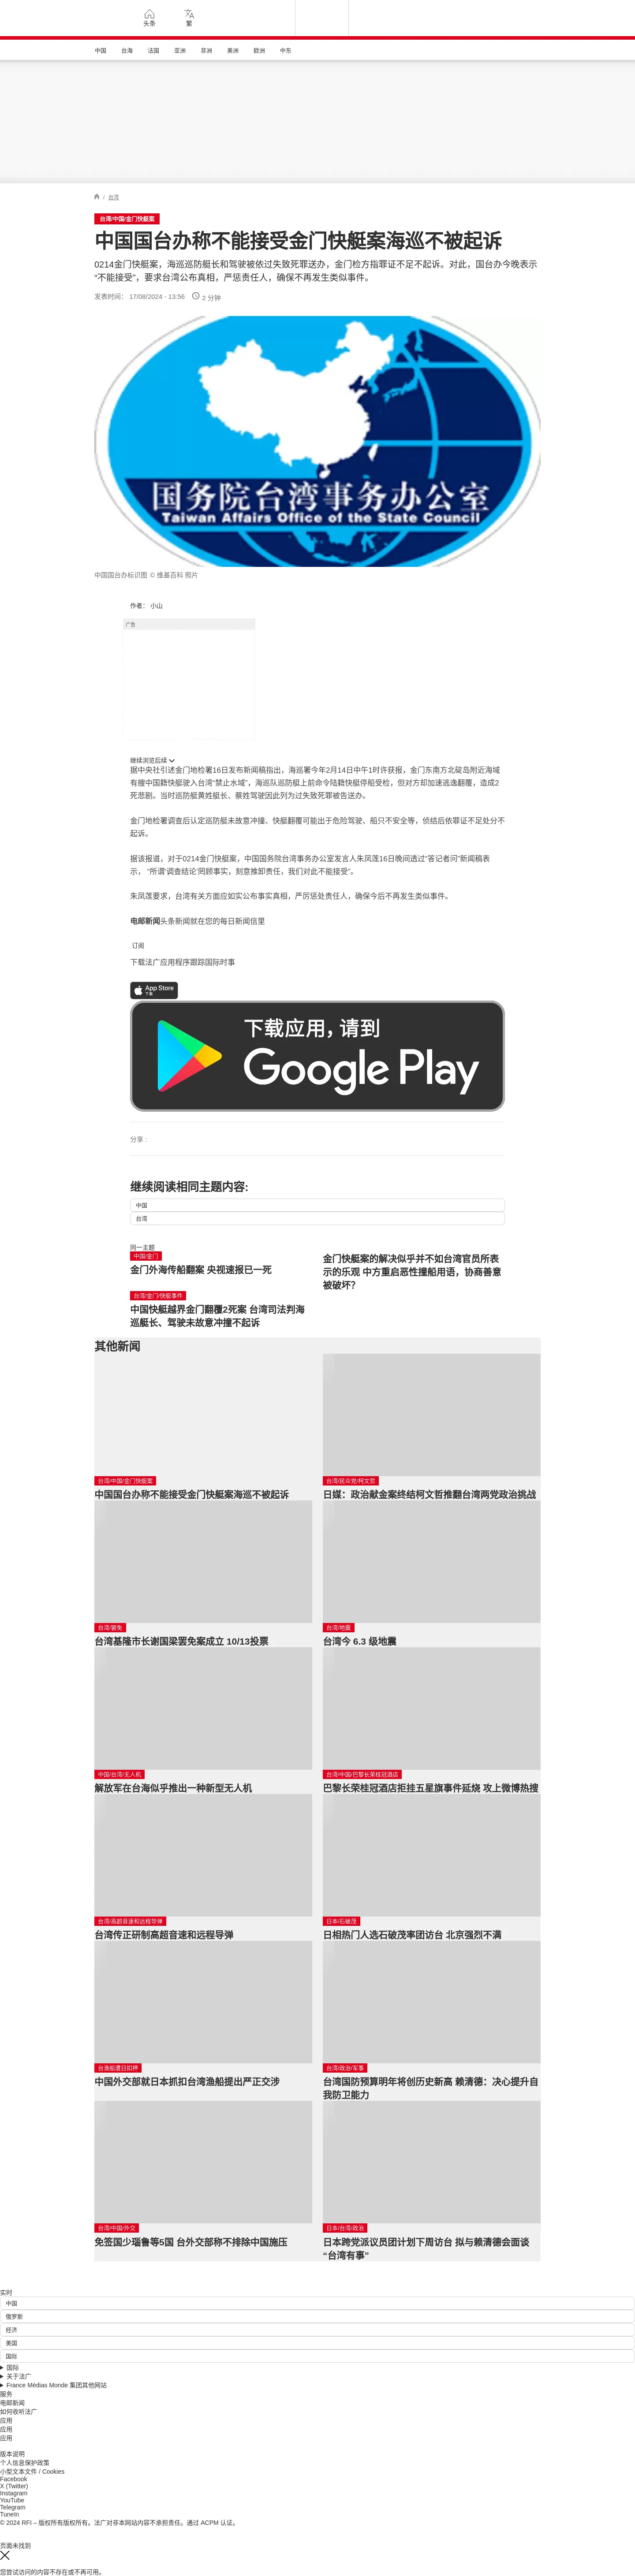 头条
繁
中国 台海 法国 亚洲 非洲 美洲 欧洲 中东
/ 台湾
台湾/中国/金门快艇案
中国国台办称不能接受金门快艇案海巡不被起诉
0214金门快艇案，海巡巡防艇长和驾驶被依过失致死罪送办，金门检方指罪证不足不起诉。对此，国台办今晚表示
“不能接受”，要求台湾公布真相，严惩责任人，确保不再发生类似事件。
发表时间： 17/08/2024 - 13:56 2 分钟
国务院台湾事务办公室
Taiwan Affairs Office of the State Council
中国国台办标识图 © 维基百科 照片
作者： 小山
广告
继续浏览后续
据中央社引述金门地检署16日发布新闻稿指出，海巡署今年2月14日中午1时许获报，金门东南方北碇岛附近海域
有艘中国籍快艇驶入台湾“禁止水域”，海巡队巡防艇上前命令陆籍快艇停船受检，但对方却加速逃逸翻覆，造成2
死悲剧。当时巡防艇黄姓艇长、蔡姓驾驶因此列为过失致死罪被告送办。
金门地检署调查后认定巡防艇未故意冲撞、快艇翻覆可能出于危险驾驶、船只不安全等，侦结后依罪证不足处分不
起诉。
据该报道，对于0214金门快艇案，中国国务院台湾事务办公室发言人朱凤莲16日晚间透过“答记者问”新闻稿表
示， “所谓‘调查结论’罔顾事实，刻意推卸责任，我们对此不能接受”。
朱凤莲要求，台湾有关方面应如实公布事实真相，严厉惩处责任人，确保今后不再发生类似事件。
电邮新闻头条新闻就在您的每日新闻信里
订阅
下载法广应用程序跟踪国际时事
App Store
下载
下载应用，请到
Google Play
分享 :
继续阅读相同主题内容:
中国
台湾
同一主题
中国/金门
金门外海传船翻案 央视速报已一死
金门快艇案的解决似乎并不如台湾官员所表
示的乐观 中方重启恶性撞船用语，协商善意
被破坏？
台湾/金门/快艇事件
中国快艇越界金门翻覆2死案 台湾司法判海
巡艇长、驾驶未故意冲撞不起诉
其他新闻
台湾/中国/金门快艇案
中国国台办称不能接受金门快艇案海巡不被起诉
台湾/民众党/柯文哲
日媒：政治献金案终结柯文哲推翻台湾两党政治挑战
台湾/罢免
台湾基隆市长谢国梁罢免案成立 10/13投票
台湾/地震
台湾今 6.3 级地震
中国/台湾/无人机
解放军在台海似乎推出一种新型无人机
台湾/中国/巴黎长荣桂冠酒店
巴黎长荣桂冠酒店拒挂五星旗事件延烧 攻上微博热搜
台湾/高超音速和远程导弹
台湾传正研制高超音速和远程导弹
日本/石破茂
日相热门人选石破茂率团访台 北京强烈不满
台渔船遭日扣押
中国外交部就日本抓扣台湾渔船提出严正交涉
台湾/政治/军事
台湾国防预算明年将创历史新高 赖清德：决心提升自
我防卫能力
台湾/中国/外交
免签国少瑙鲁等5国 台外交部称不排除中国施压
日本/台湾/政治
日本跨党派议员团计划下周访台 拟与赖清德会面谈
“台湾有事”
实时
中国
俄罗斯
经济
美国
国际
国际
关于法广
France Médias Monde 集团其他网站
服务
电邮新闻
如何收听法广
应用
应用
应用
版本说明
个人信息保护政策
小型文本文件 / Cookies
Facebook
X (Twitter)
Instagram
YouTube
Telegram
TuneIn
© 2024 RFI – 版权所有版权所有。法广对非本网站内容不承担责任。通过 ACPM 认证。
页面未找到
您尝试访问的内容不存在或不再可用。